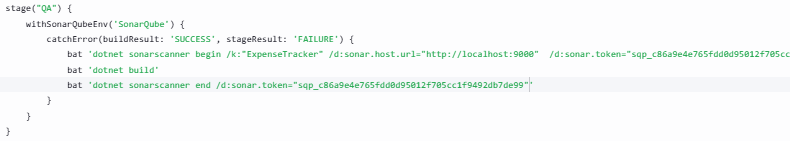 stage("QA") {
withSonarQubeEnv('SonarQube') {
catchError(buildResult: 'SUCCESS', stageResult: 'FAILURE') {
bat 'dotnet sonarscanner begin /k:"ExpenseTracker" /d:sonar.host.url="http://localhost:9000"  /d:sonar.token="sqp_c86a9e4e765fdd0d95012f705cc
bat 'dotnet build'
bat 'dotnet sonarscanner end /d:sonar.token="sqp_c86a9e4e765fdd0d95012f705cc1f9492db7de99"'
}
}
}